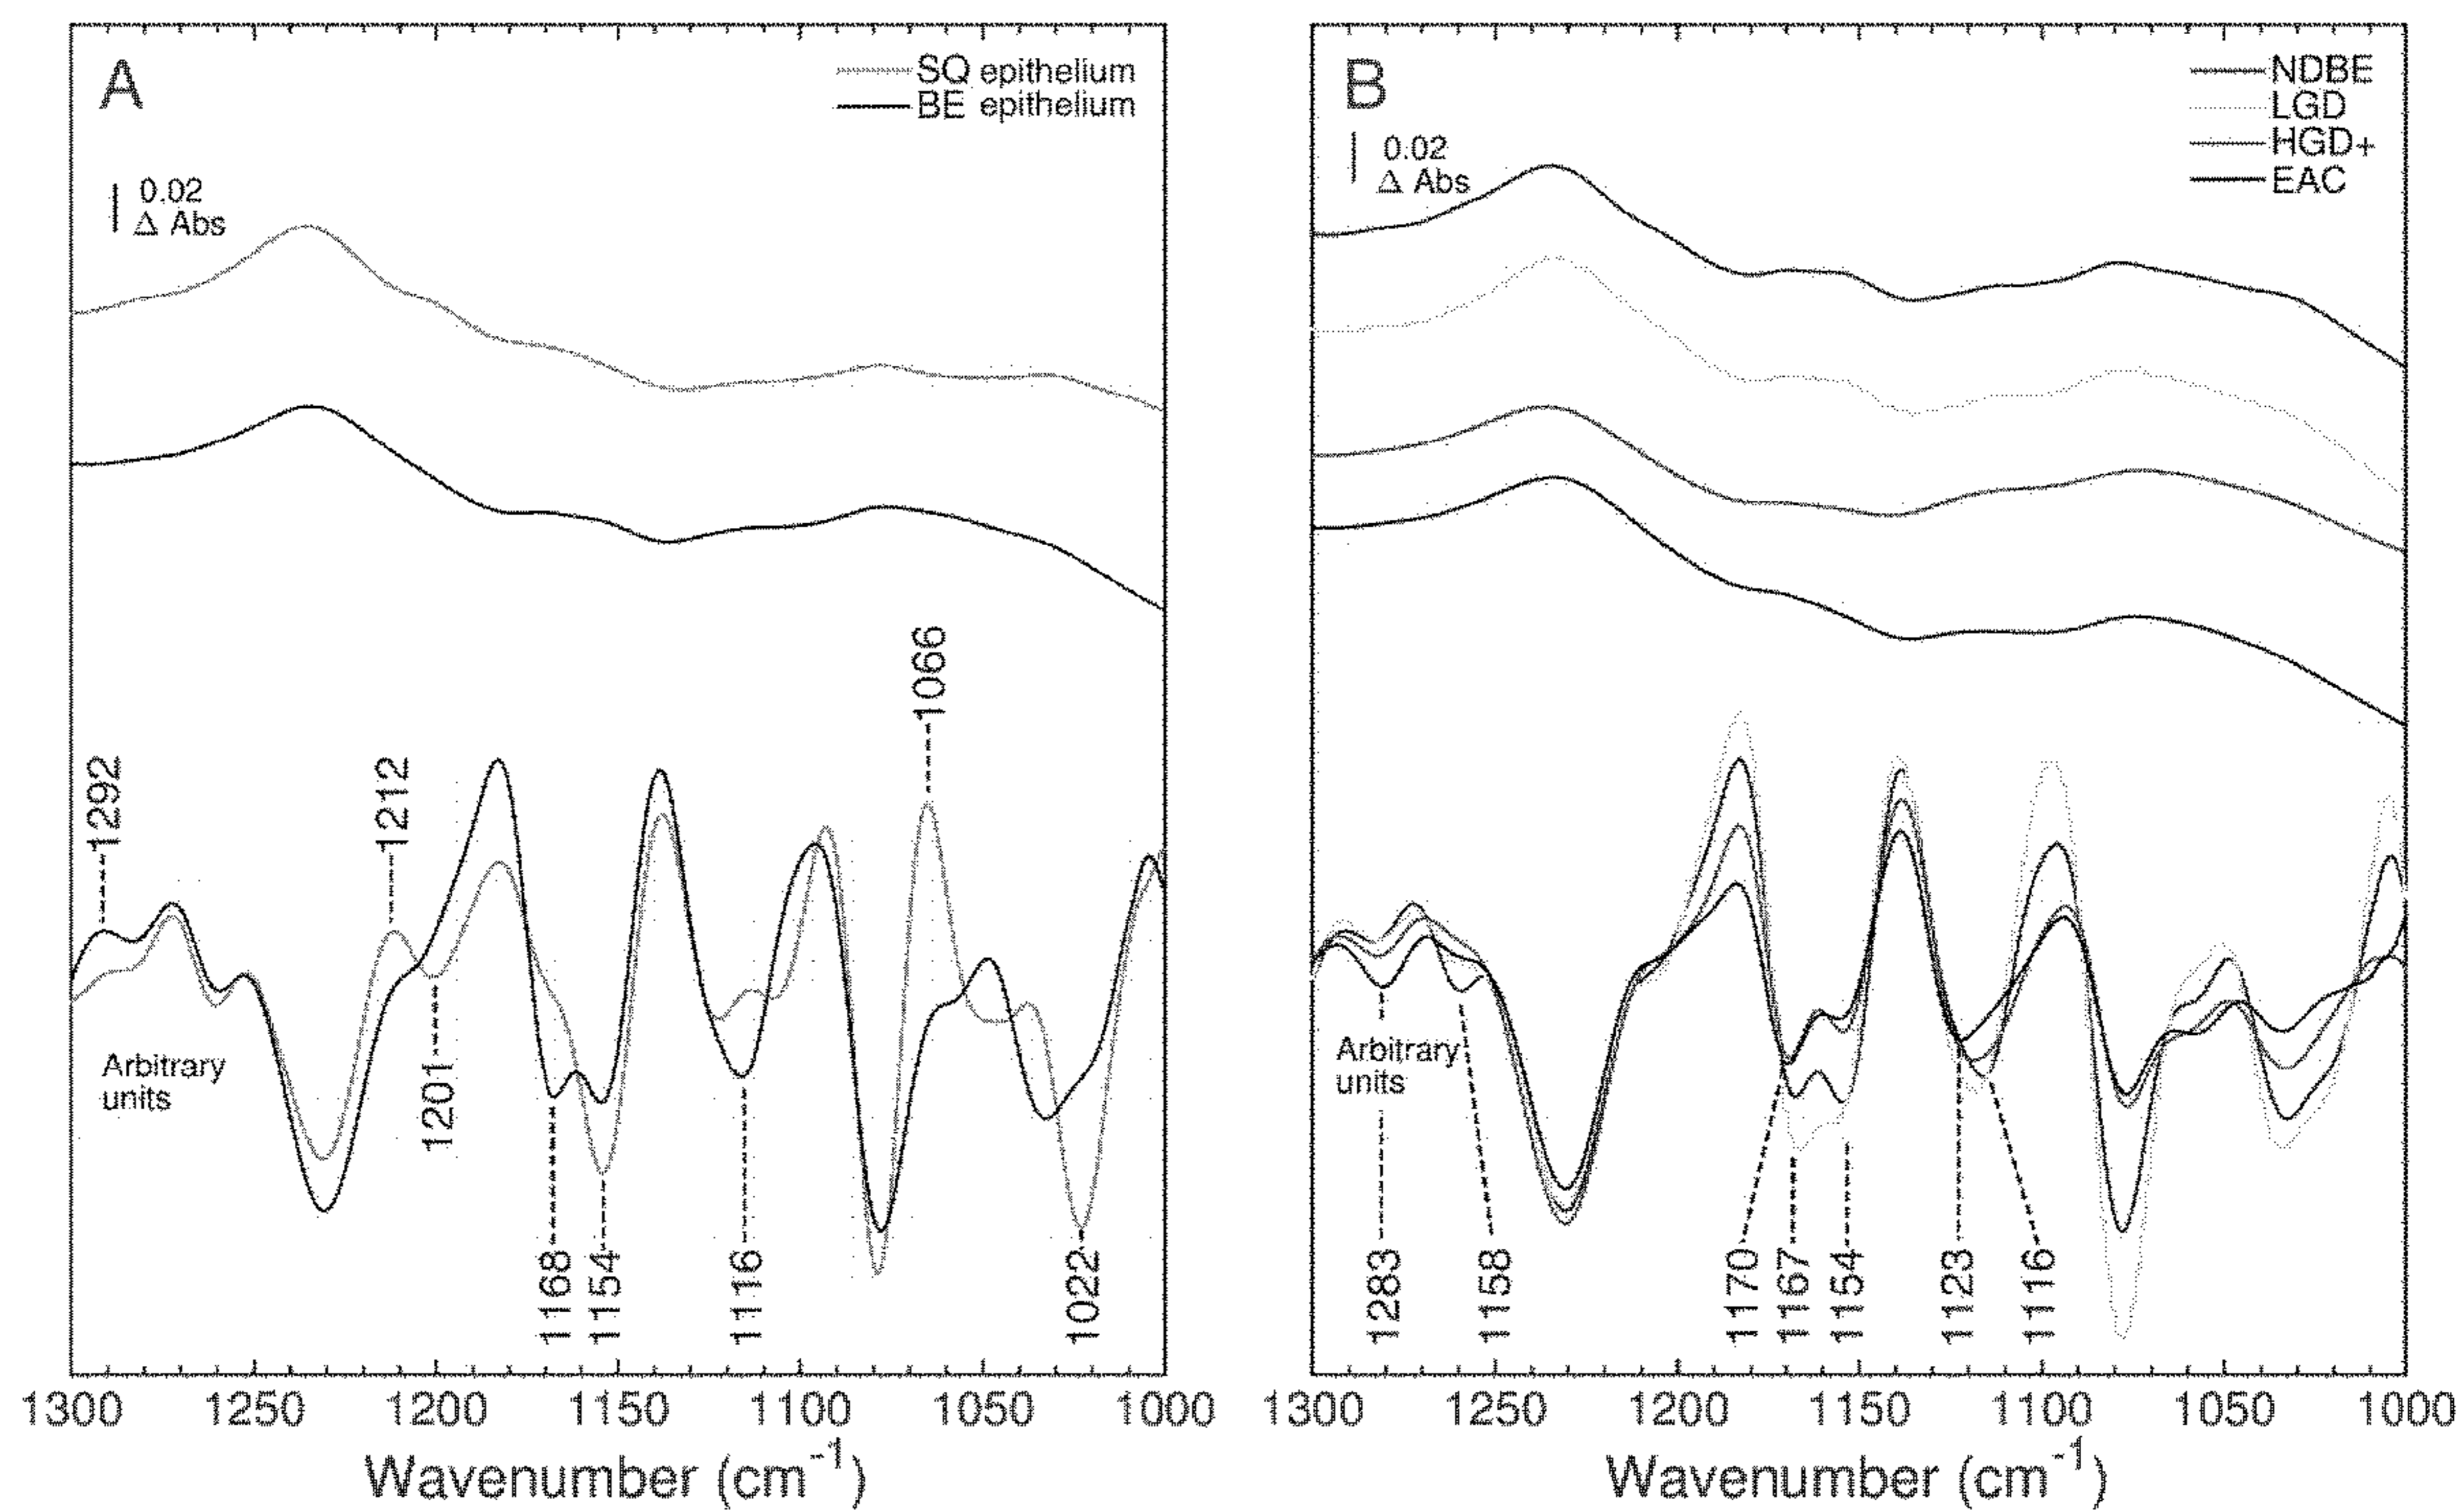 A
SQ epithelium
BE epithelium
0.02
Δ Abs
1066
1292
1212
1201
Arbitrary
units
1168
1154
1116
1022
1300 1250 1200 1150 1100 1050 1000
Wavenumber (cm-1)
B
NDBE
LGD
HGD+
EAC
0.02
Δ Abs
Arbitrary
units
1283
1158
1170
1167
1154
1123
1116
1300 1250 1200 1150 1100 1050 1000
Wavenumber (cm-1)